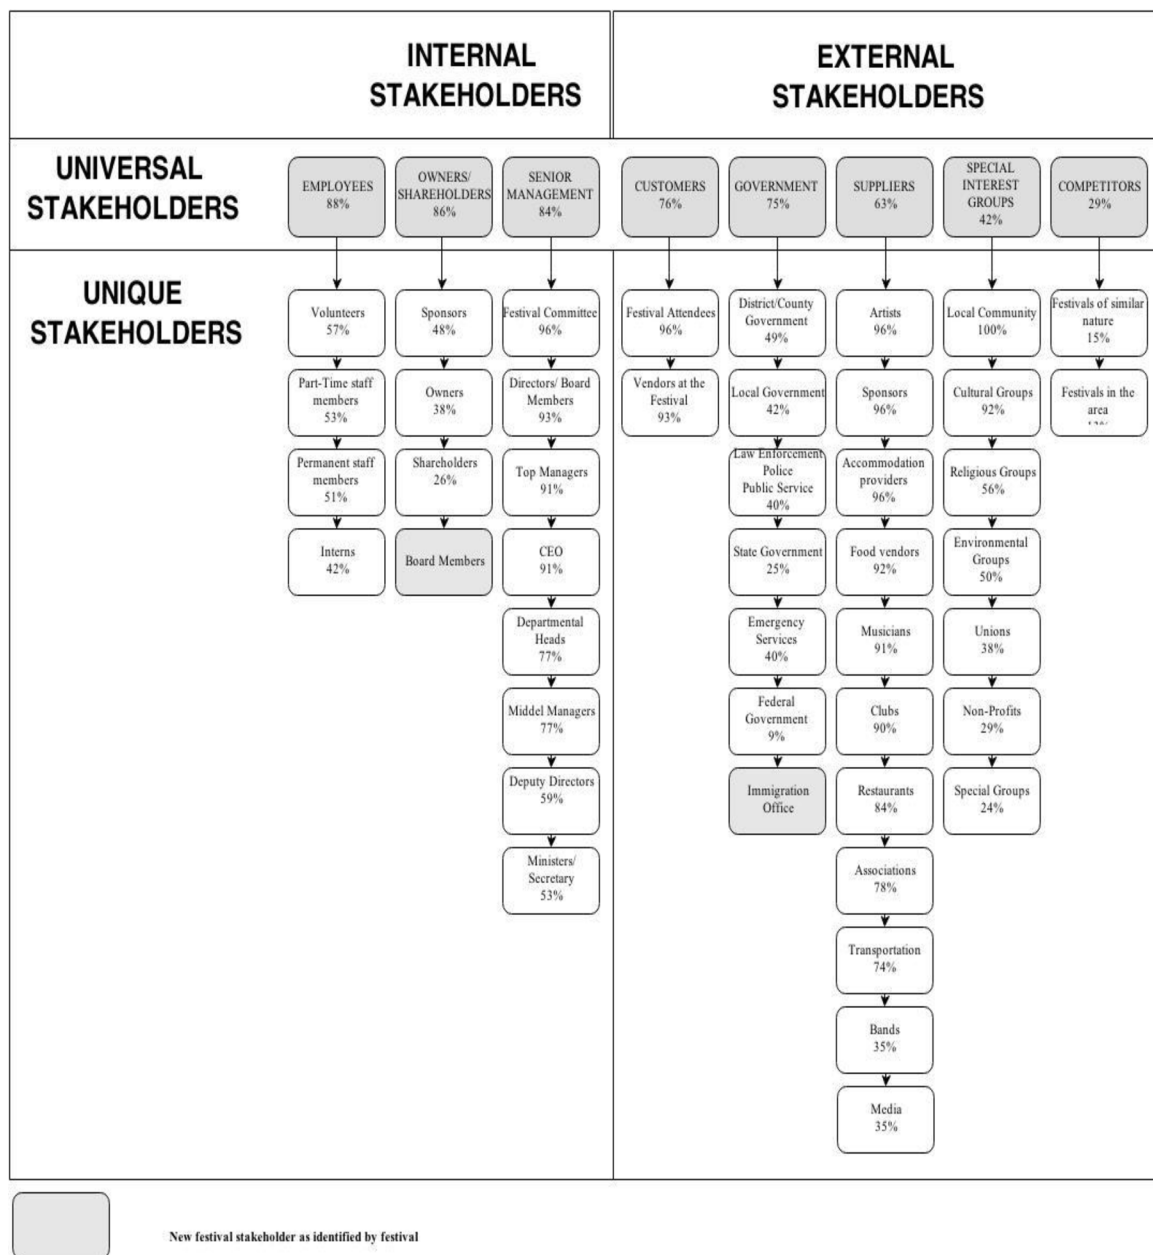 INTERNAL
STAKEHOLDERS
EXTERNAL
STAKEHOLDERS
UNIVERSAL
STAKEHOLDERS
EMPLOYEES
88%
OWNERS/
SHAREHOLDERS
86%
SENIOR
MANAGEMENT
84%
CUSTOMERS
76%
GOVERNMENT
75%
SUPPLIERS
63%
SPECIAL
INTEREST
GROUPS
42%
COMPETITORS
29%
UNIQUE
STAKEHOLDERS
Volunteers
57%
Part-Time staff
members
53%
Permanent staff
members
51%
Interns
42%
Sponsors
48%
Owners
38%
Shareholders
26%
Board Members
Festival Committee
96%
Directors/ Board
Members
93%
Top Managers
91%
CEO
91%
Departmental
Heads
77%
Middel Managers
77%
Deputy Directors
59%
Ministers/
Secretary
53%
Festival Attendees
96%
Vendors at the
Festival
93%
District/County
Government
49%
Local Government
42%
Law Enforcement
Police
Public Service
40%
State Government
25%
Emergency
Services
40%
Federal
Government
9%
Immigration
Office
Artists
96%
Sponsors
96%
Accommodation
providers
96%
Food vendors
92%
Musicians
91%
Clubs
90%
Restaurants
84%
Associations
78%
Transportation
74%
Bands
35%
Media
35%
Local Community
100%
Cultural Groups
92%
Religious Groups
56%
Environmental
Groups
50%
Unions
38%
Non-Profits
29%
Special Groups
24%
Festivals of similar
nature
15%
Festivals in the
area
New festival stakeholder as identified by festival